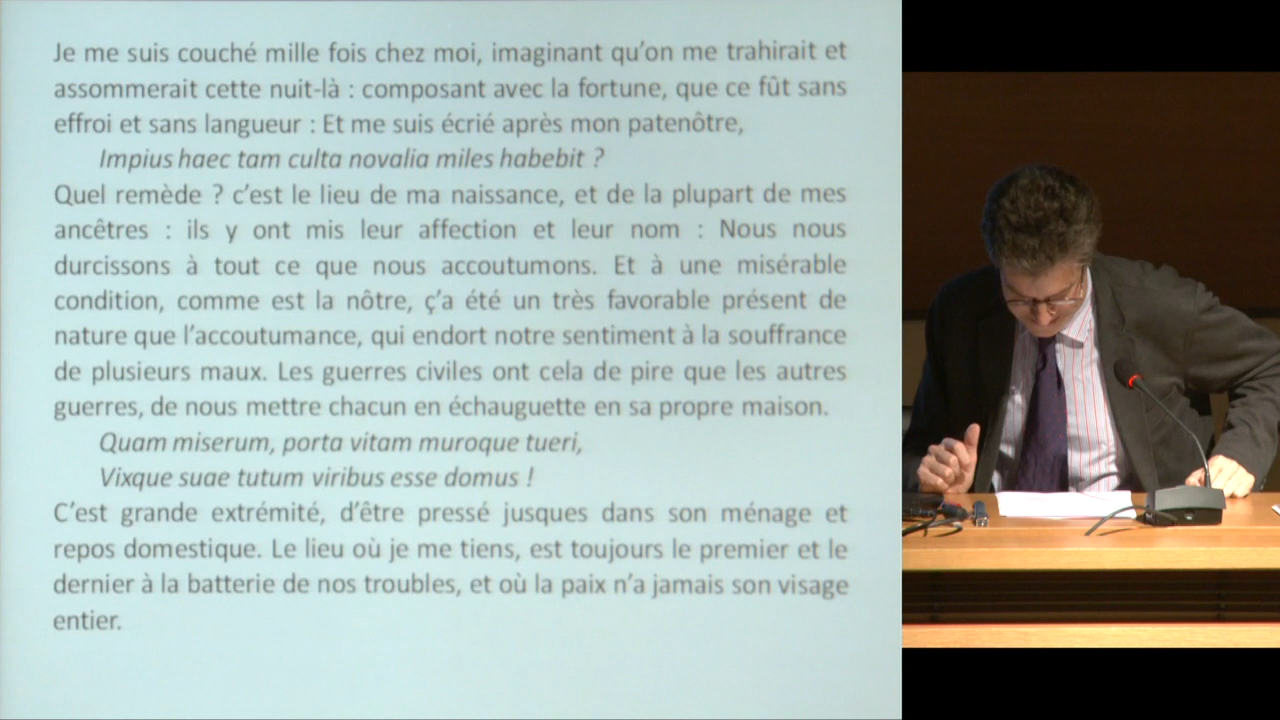 Je me suis couché mille fois chez moi, imaginant qu'on me trahirait et
assommerait cette nuit-là : composant avec la fortune, que ce fût sans
effroi et sans langueur : Et me suis écrié après mon patenôtre,
Impius haec tam culta novalia miles habebit ?
Quel remède ? c'est le lieu de ma naissance, et de la plupart de mes
ancêtres : ils y ont mis leur affection et leur nom : Nous nous
durcissons à tout ce que nous accoutumons. Et à une misérable
condition, comme est la nôtre, ç'a été un très favorable présent de
nature que l'accoutumance, qui endort notre sentiment à la souffrance
de plusieurs maux. Les guerres civiles ont cela de pire que les autres
guerres, de nous mettre chacun en échauguette en sa propre maison.
Quam miserum, porta vitam muroque tueri,
Vixque suae tutum viribus esse domus !
C'est grande extrémité, d'être pressé jusques dans son ménage et
repos domestique. Le lieu où je me tiens, est toujours le premier et le
dernier à la batterie de nos troubles, et où la paix n'a jamais son visage
entier.